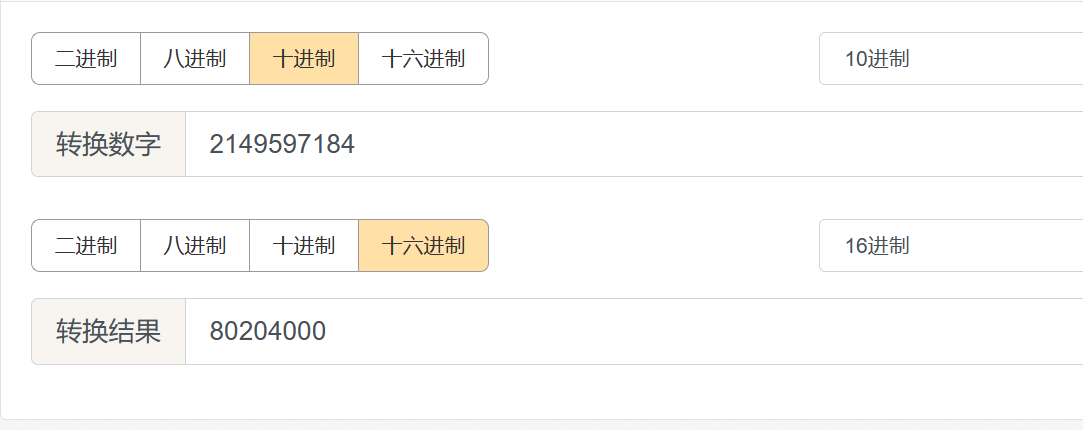 二进制 八进制 十进制 十六进制 10进制
转换数字 2149597184
二进制 八进制 十进制 十六进制 16进制
转换结果 80204000